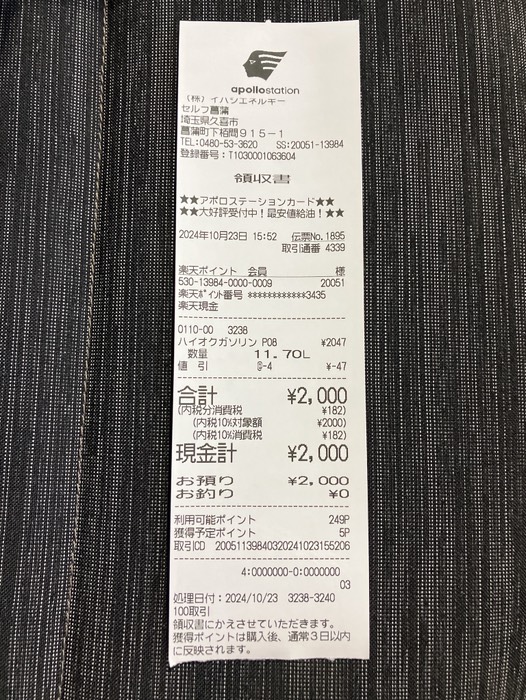 apollostation
(株)イハシエネルギー
セルフ菖蒲
埼玉県久喜市
菖蒲町下栢間915-1
TEL:0480-53-3620 SS:20051-13984
登録番号:T1030001063604
領収書
★★アポロステーションカード★★
★★大好評受付中!最安値給油!★★
2024年10月23日 15:52 伝票No.1895
取引通番 4339
楽天ポイント 会員 様
530-13984-0000-0009 20051
楽天ポイント番号 ************3435
楽天現金
0110-00 3238
ハイオクガソリン P08 ¥2047
数量 11.70L
値 引 @-4 ¥-47
合計 ¥2,000
(内税分消費税 ¥182)
(内税10%対象額 ¥2000)
(内税10%消費税 ¥182)
現金計 ¥2,000
お預り ¥2,000
お釣り ¥0
利用可能ポイント 249P
獲得予定ポイント 5P
取引CD 2005113984032024102315520​6
4:0000000-0:0000000
03
処理日付:2024/10/23 3238-3240
100取引
領収書にかえさせていただきます。
獲得ポイントは購入後、通常3日以内
に反映されます。